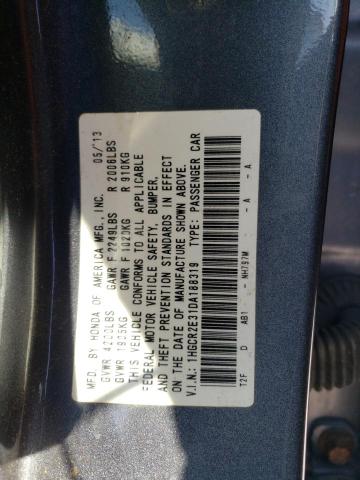 MFD. BY HONDA OF AMERICA MFG., INC. 05/13
GVWR 4200LBS GAWR F 2249LBS R 2006LBS
GVWR 1905KG GAWR F 1020KG R 910KG
THIS VEHICLE CONFORMS TO ALL APPLICABLE
FEDERAL MOTOR VEHICLE SAFETY, BUMPER,
AND THEFT PREVENTION STANDARDS IN EFFECT
ON THE DATE OF MANUFACTURE SHOWN ABOVE.
V.I.N.: 1HGCR2E31DA188319 TYPE: PASSENGER CAR
T2F D AB1 - NH797M - A - A